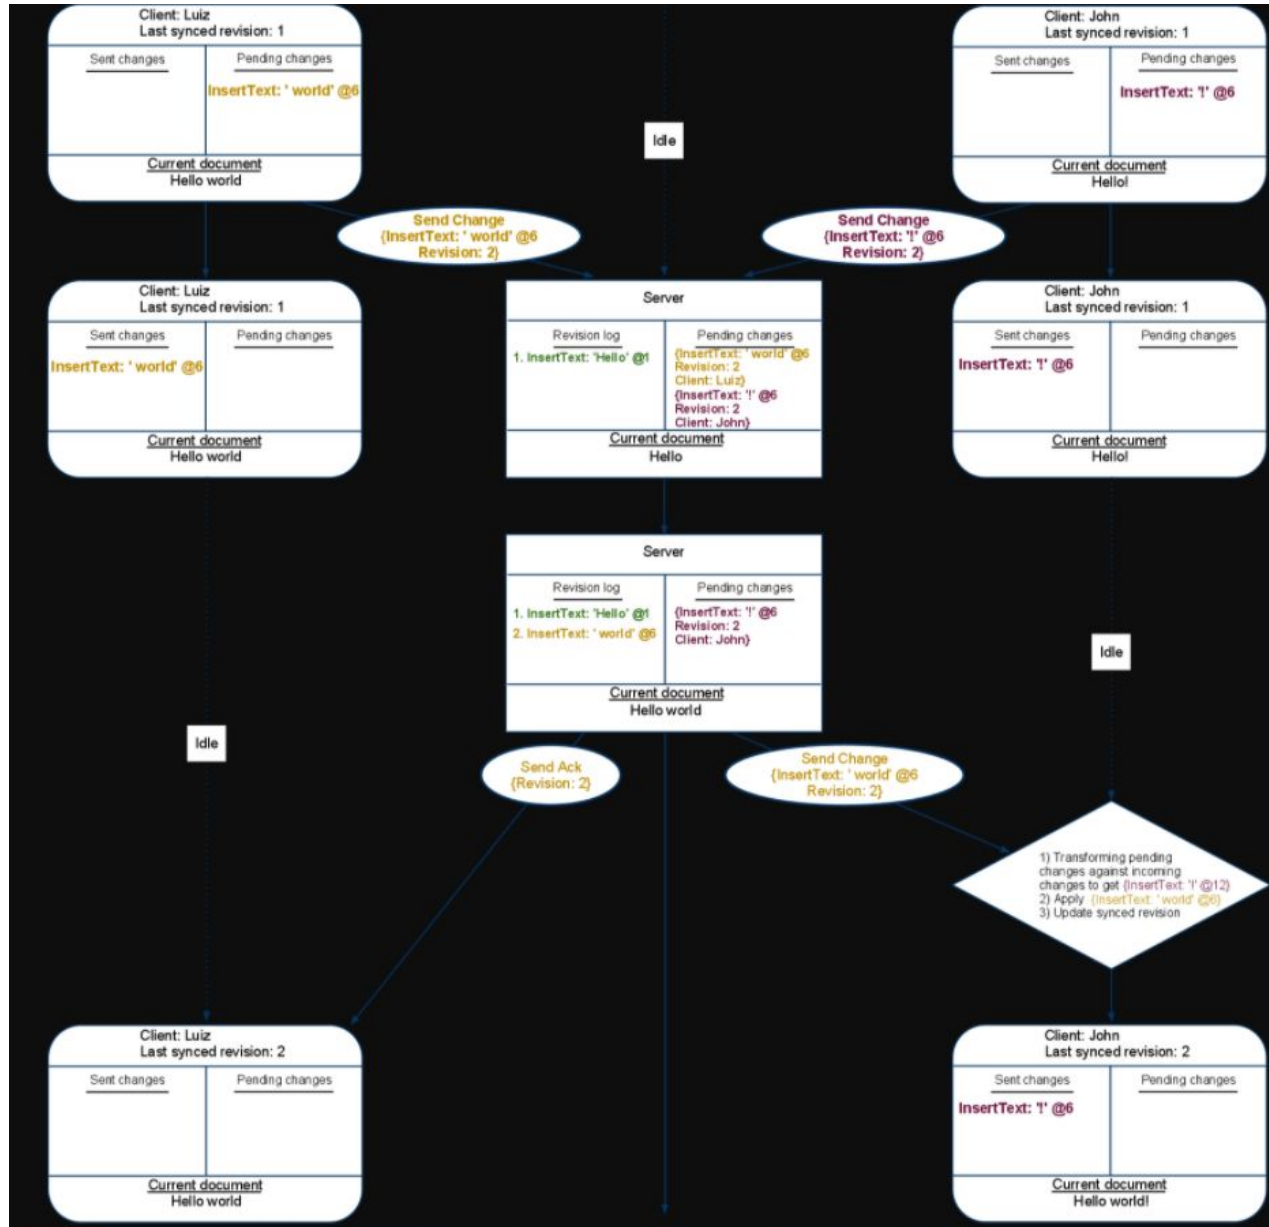 Client: Luiz
Last synced revision: 1
Sent changes
Pending changes
InsertText: ' world' @6
Current document
Hello world
Idle
Client: John
Last synced revision: 1
Sent changes
Pending changes
InsertText: '!' @6
Current document
Hello!
Send Change
{InsertText: ' world' @6
Revision: 2}
Send Change
{InsertText: '!' @6
Revision: 2}
Client: Luiz
Last synced revision: 1
Sent changes
Pending changes
InsertText: ' world' @6
Current document
Hello world
Server
Revision log
1. InsertText: 'Hello' @1
Pending changes
{InsertText: ' world' @6
Revision: 2
Client: Luiz}
{InsertText: '!' @6
Revision: 2
Client: John}
Current document
Hello
Client: John
Last synced revision: 1
Sent changes
Pending changes
InsertText: '!' @6
Current document
Hello!
Server
Revision log
1. InsertText: 'Hello' @1
2. InsertText: ' world' @6
Pending changes
{InsertText: '!' @6
Revision: 2
Client: John}
Current document
Hello world
Idle
Idle
Send Ack
{Revision: 2}
Send Change
{InsertText: ' world' @6
Revision: 2}
1) Transforming pending
changes against incoming
changes to get {InsertText: '!' @12}
2) Apply {InsertText: ' world' @6}
3) Update synced revision
Client: Luiz
Last synced revision: 2
Sent changes
Pending changes
Current document
Hello world
Client: John
Last synced revision: 2
Sent changes
Pending changes
InsertText: '!' @6
Current document
Hello world!